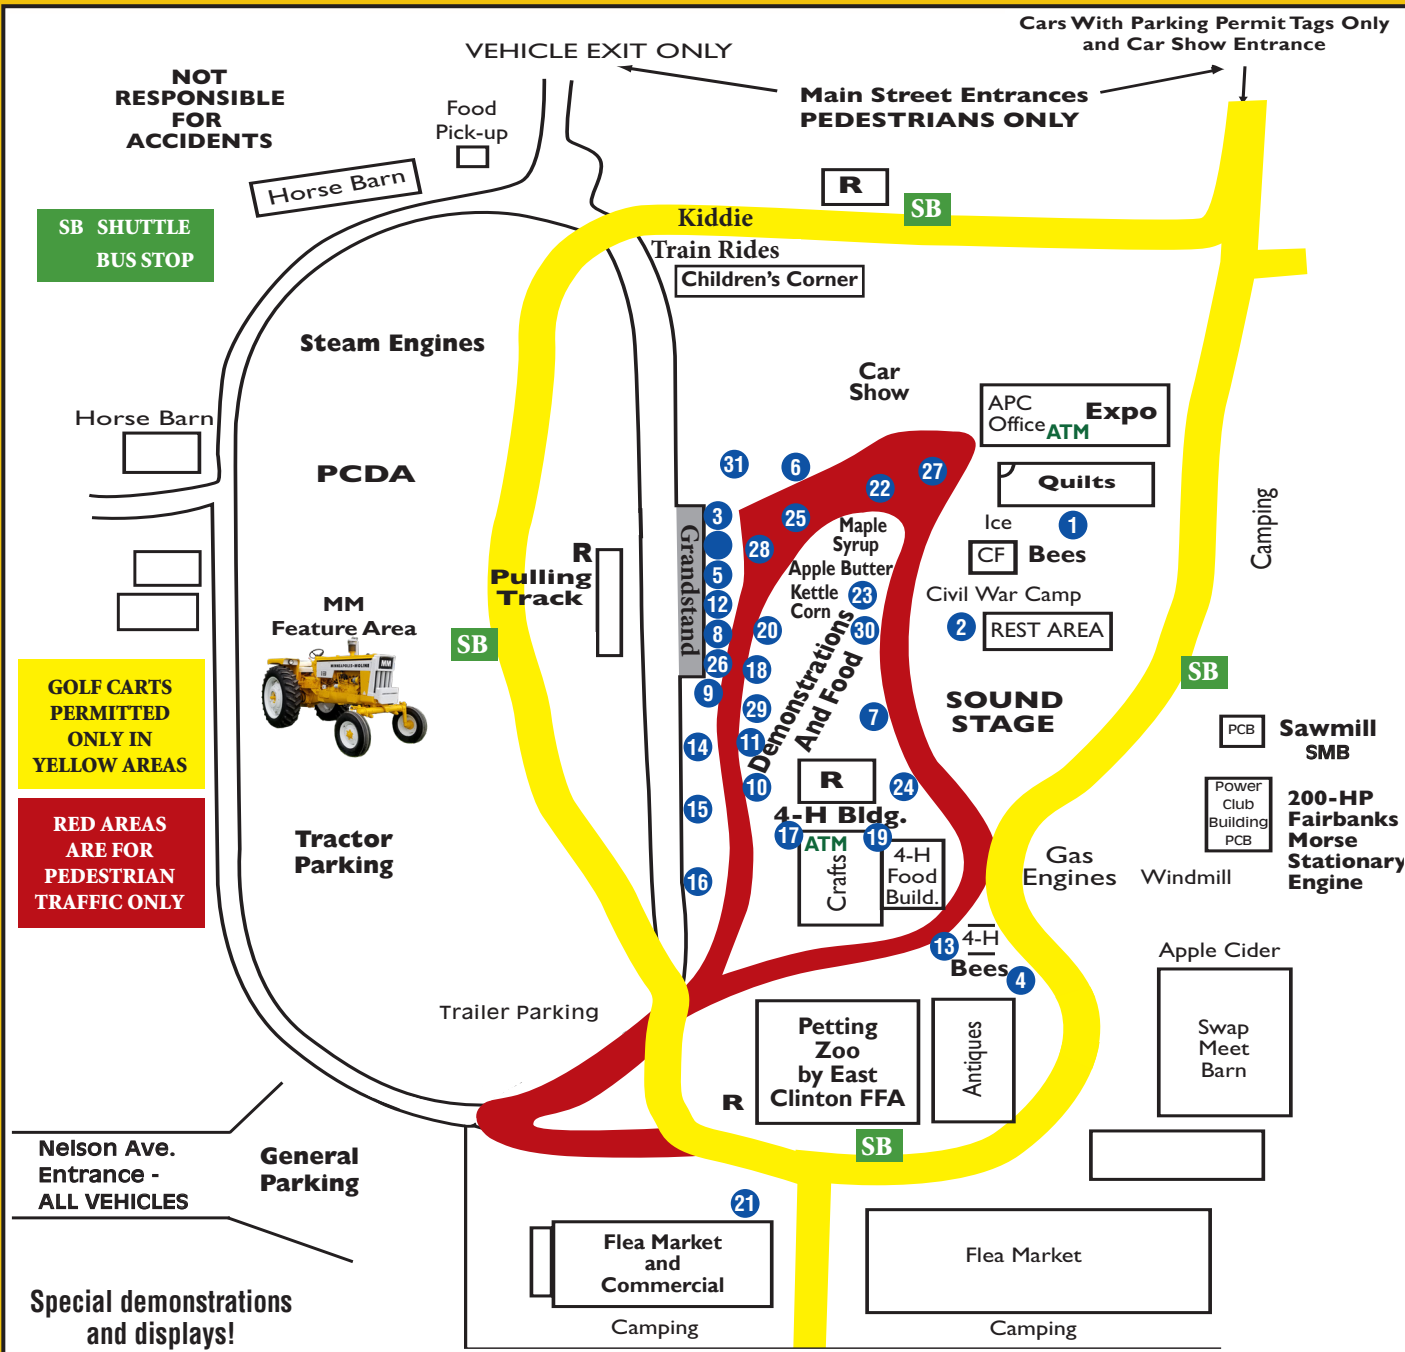 Cars With Parking Permit Tags Only
and Car Show Entrance
VEHICLE EXIT ONLY
Main Street Entrances
PEDESTRIANS ONLY
NOT
RESPONSIBLE
FOR
ACCIDENTS
Food
Pick-up
Horse Barn
R
SB
SB SHUTTLE
BUS STOP
Kiddie
Train Rides
Children's Corner
Steam Engines
Car
Show
APC
Office
ATM
Expo
Horse Barn
PCDA
31
6
22
27
Quilts
Camping
3
25
28
Maple
Syrup
Ice
1
CF
Bees
Grandstand
5
12
8
26
9
R
Pulling
Track
Apple Butter
Kettle
Corn
23
30
20
18
29
11
10
Demonstrations
And Food
7
Civil War Camp
2
REST AREA
MM
Feature Area
MINNEAPOLIS-MOLINE
MM
SB
SB
GOLF CARTS
PERMITTED
ONLY IN
YELLOW AREAS
SOUND
STAGE
14
15
16
PCB
Sawmill
SMB
R
24
4-H Bldg.
17
ATM
19
Crafts
4-H
Food
Build.
Power
Club
Building
PCB
200-HP
Fairbanks
Morse
Stationary
Engine
RED AREAS
ARE FOR
PEDESTRIAN
TRAFFIC ONLY
Tractor
Parking
Gas
Engines
Windmill
13
4-H
Bees
4
Apple Cider
Trailer Parking
Petting
Zoo
by East
Clinton FFA
Antiques
Swap
Meet
Barn
R
SB
Nelson Ave.
Entrance -
ALL VEHICLES
General
Parking
21
Flea Market
and
Commercial
Flea Market
Special demonstrations
and displays!
Camping
Camping